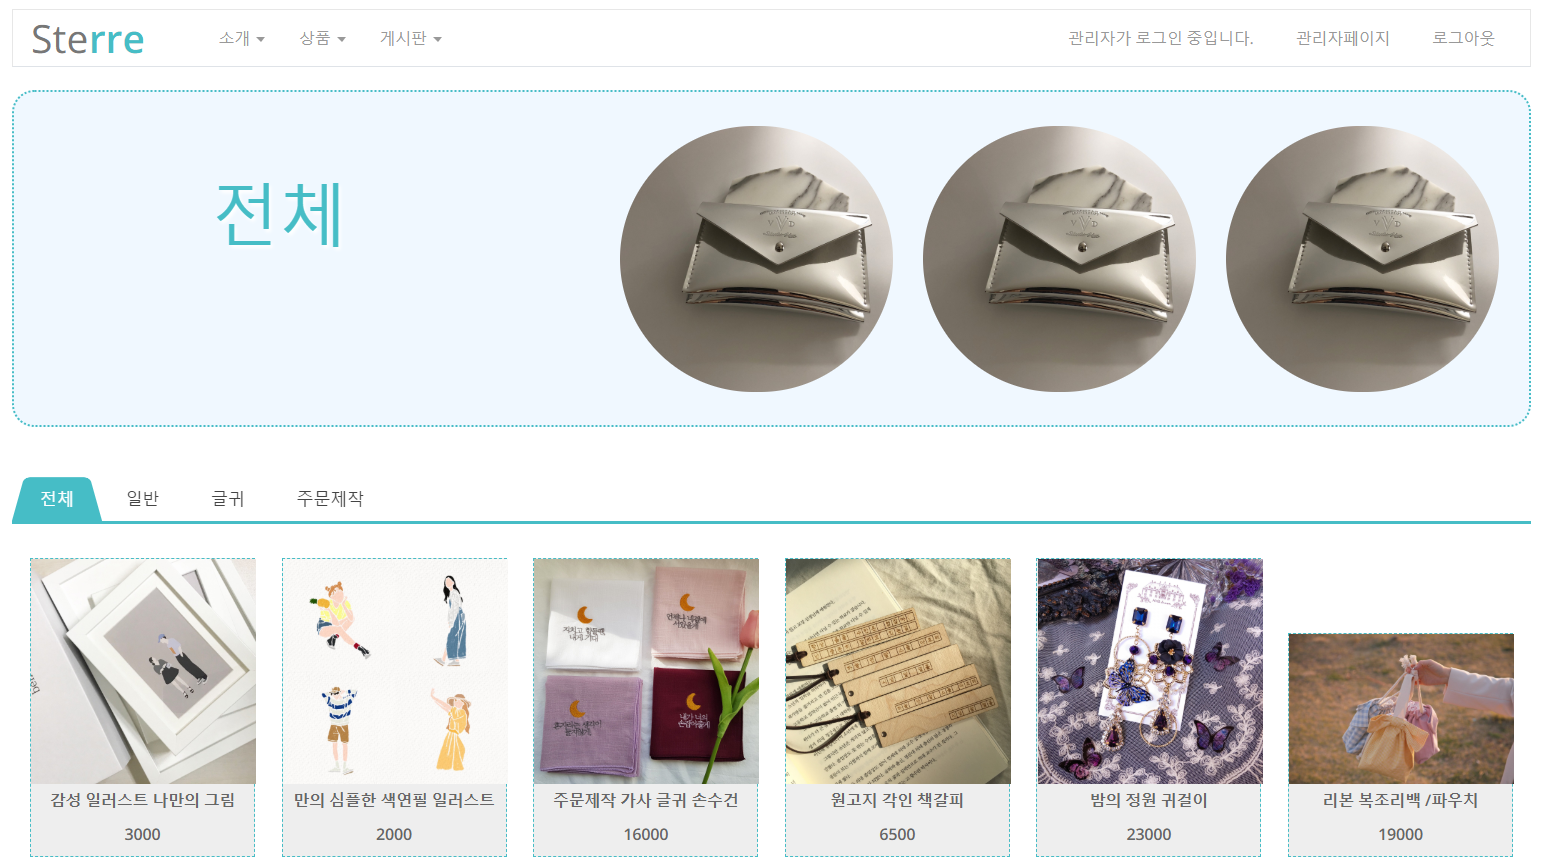 Sterre 소개 상품 게시판 관리자가 로그인 중입니다. 관리자페이지 로그아웃
전체
전체 일반 글귀 주문제작
감성 일러스트 나만의 그림
3000
만의 심플한 색연필 일러스트
2000
주문제작 가사 글귀 손수건
16000
원고지 각인 책갈피
6500
밤의 정원 귀걸이
23000
리본 복조리백 /파우치
19000